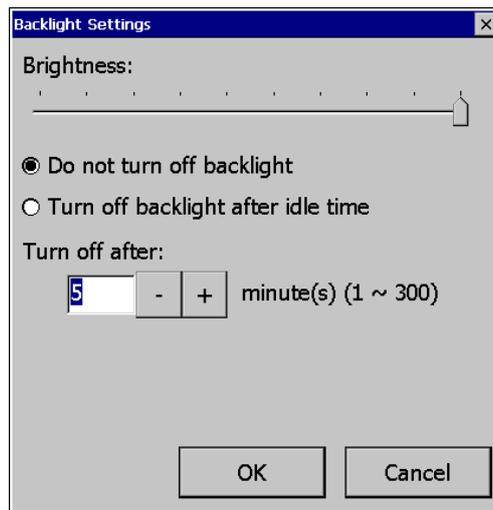 Backlight Settings
Brightness:
Do not turn off backlight
Turn off backlight after idle time
Turn off after:
5 - + minute(s) (1 ~ 300)
OK Cancel